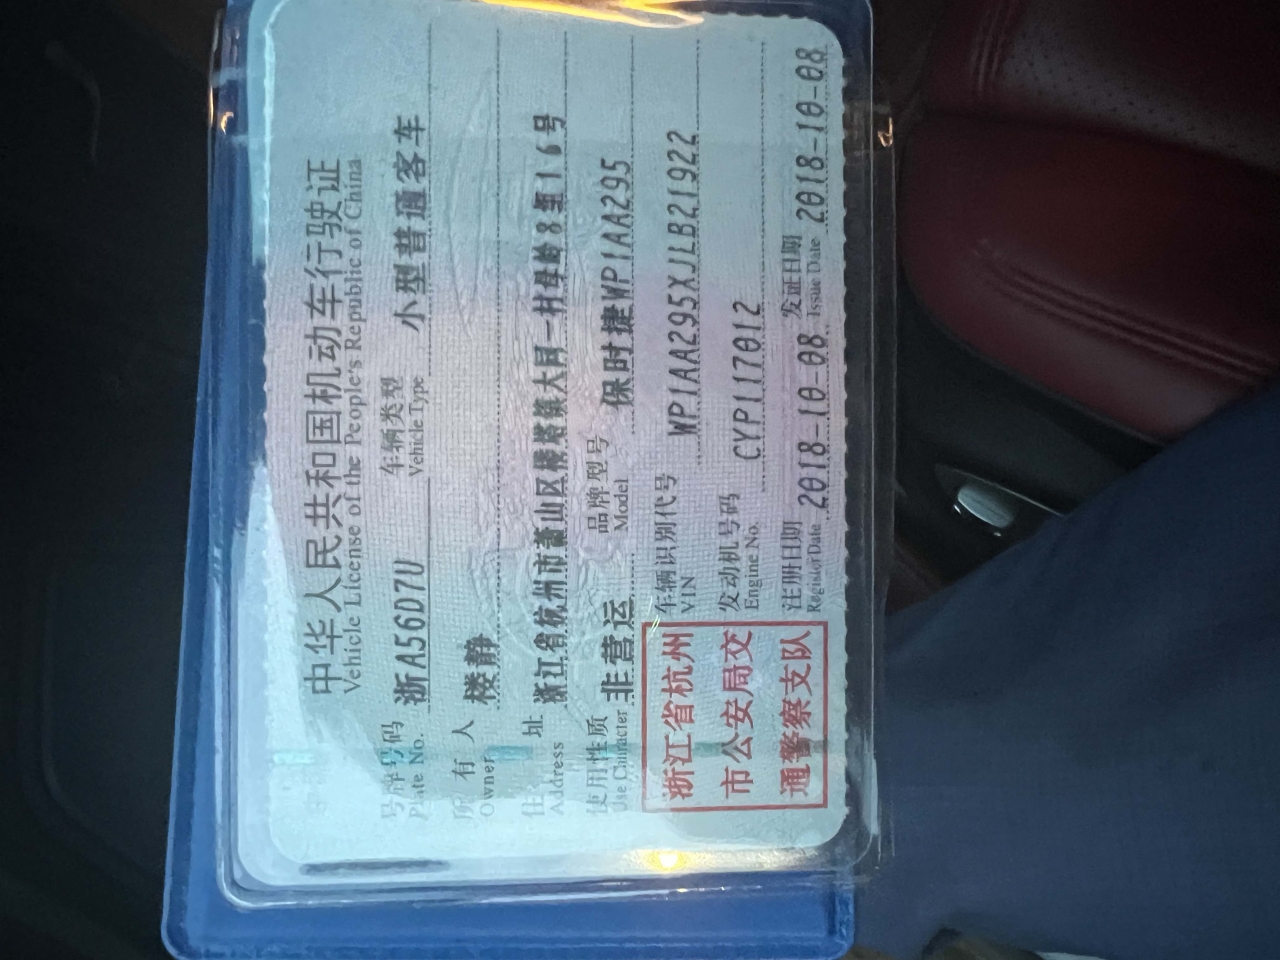 中华人民共和国机动车行驶证
Vehicle License of the People's Republic of China
号牌号码 Plate No. 浙A56D7U 车辆类型 Vehicle Type 小型普通客车
所有人 Owner 楼静
住址 Address 浙江省杭州市萧山区楼塔镇大同一村母岭8组16号
使用性质 Use Character 非营运 品牌型号 Model 保时捷WP1AA295
车辆识别代号 VIN WP1AA295XJLB21922
发动机号码 Engine No. CYP117012
注册日期 Register Date 2018-10-08 发证日期 Issue Date 2018-10-08
浙江省杭州
市公安局交
通警察支队